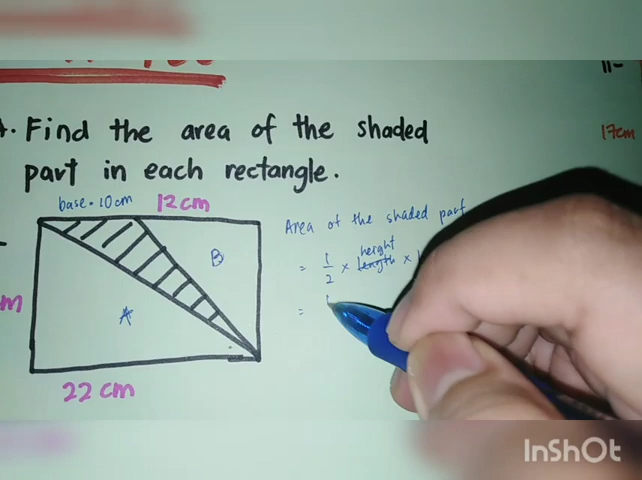 Find the area of the shaded
part in each rectangle.
17cm
base = 10cm 12cm
Area of the shaded part
B
= 1/2 × length height ×
A
=
m
22 cm
InShOt